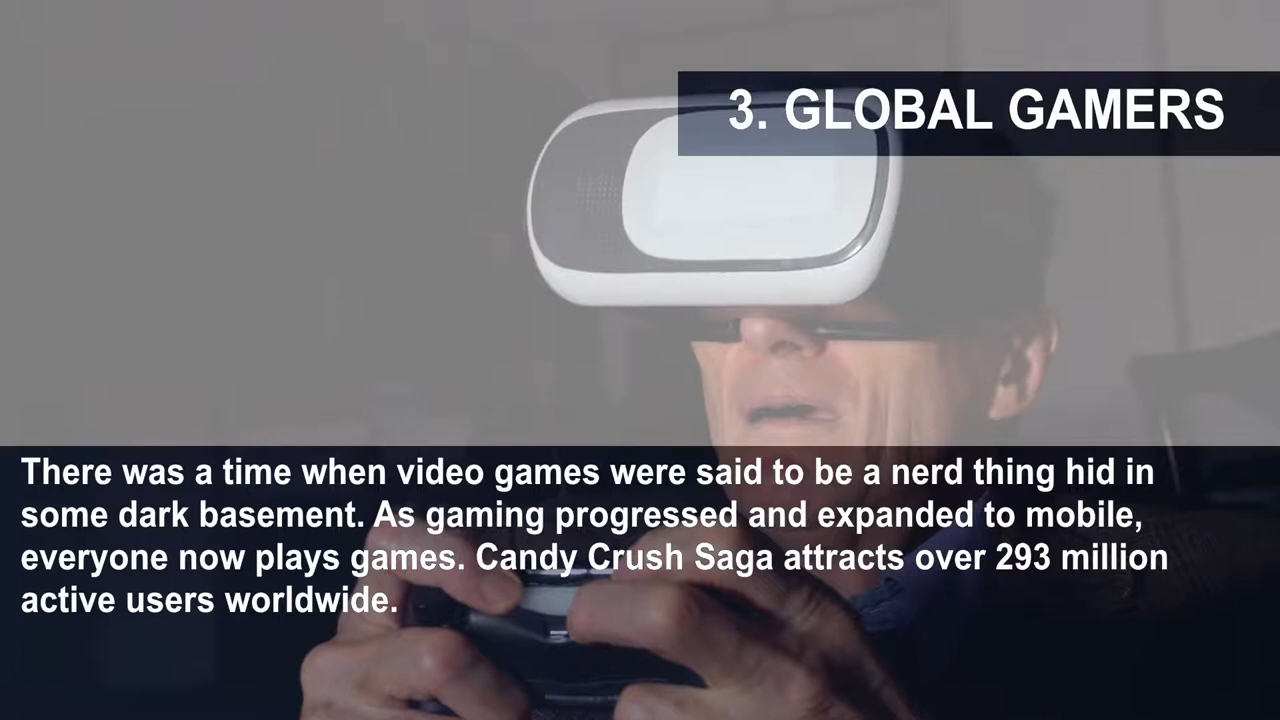 3. GLOBAL GAMERS
There was a time when video games were said to be a nerd thing hid in
some dark basement. As gaming progressed and expanded to mobile,
everyone now plays games. Candy Crush Saga attracts over 293 million
active users worldwide.